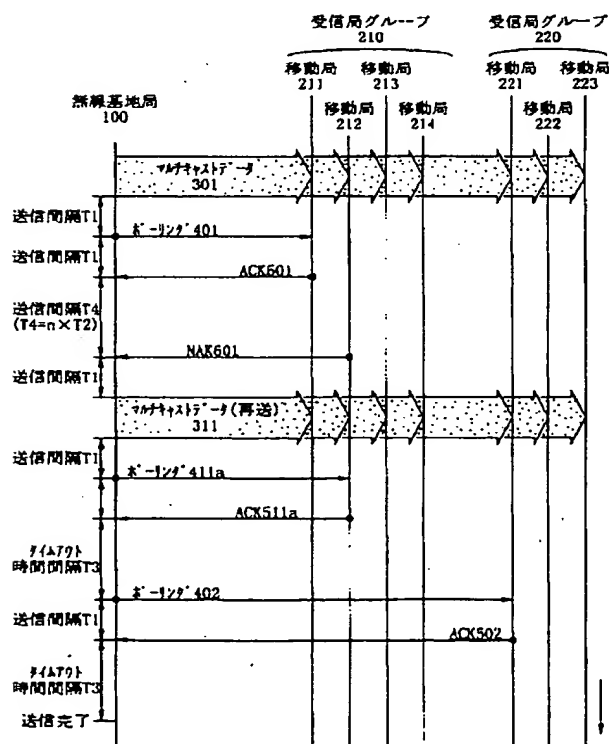 受信局グループ
210
受信局グループ
220
移動局
211
移動局
213
移動局
221
移動局
223
無線基地局
100
移動局
212
移動局
214
移動局
222
マルチキャストデータ
301
送信間隔T1
ポーリング401
送信間隔T1
ACK501
送信間隔T4
(T4=n×T2)
NAK601
送信間隔T1
マルチキャストデータ(再送)
311
送信間隔T1
ポーリング411a
ACK511a
タイムアウト
時間間隔T3
ポーリング402
送信間隔T1
ACK502
タイムアウト
時間間隔T3
送信完了